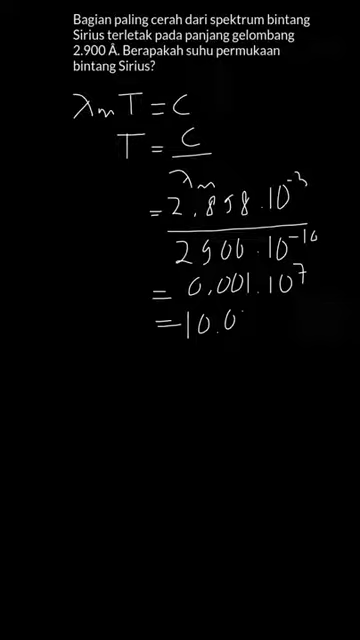 Bagian paling cerah dari spektrum bintang
Sirius terletak pada panjang gelombang
2.900 Å. Berapakah suhu permukaan
bintang Sirius?
λₘ T = C
T = C / λₘ
= 2,898 . 10⁻³ / 2900 . 10⁻¹⁰
= 0,001 . 10⁷
= 10.0